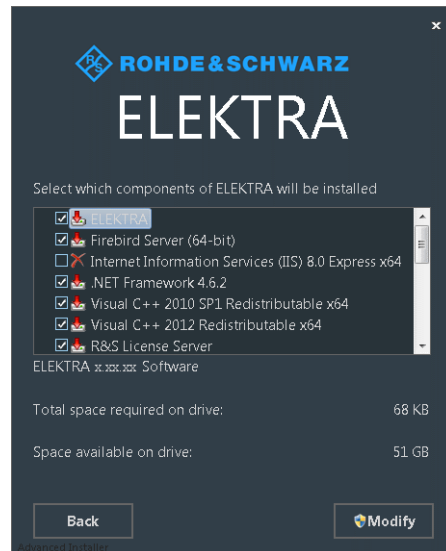 ×
R&S ROHDE&SCHWARZ
ELEKTRA
Select which components of ELEKTRA will be installed
ELEKTRA
Firebird Server (64-bit)
Internet Information Services (IIS) 8.0 Express x64
.NET Framework 4.6.2
Visual C++ 2010 SP1 Redistributable x64
Visual C++ 2012 Redistributable x64
R&S License Server
ELEKTRA x.xx.xx Software
Total space required on drive: 68 KB
Space available on drive: 51 GB
Back Modify
Advanced Installer